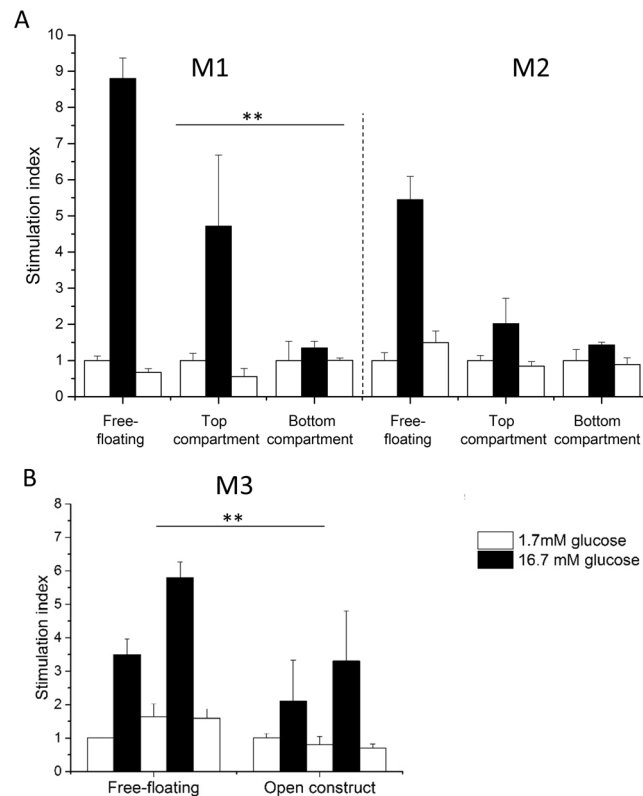 A
M1
M2
**
Stimulation index
10
9
8
7
6
5
4
3
2
1
0
Free-
floating
Top
compartment
Bottom
compartment
Free-
floating
Top
compartment
Bottom
compartment
B
M3
**
Stimulation index
8
7
6
5
4
3
2
1
0
Free-floating
Open construct
1.7mM glucose
16.7 mM glucose